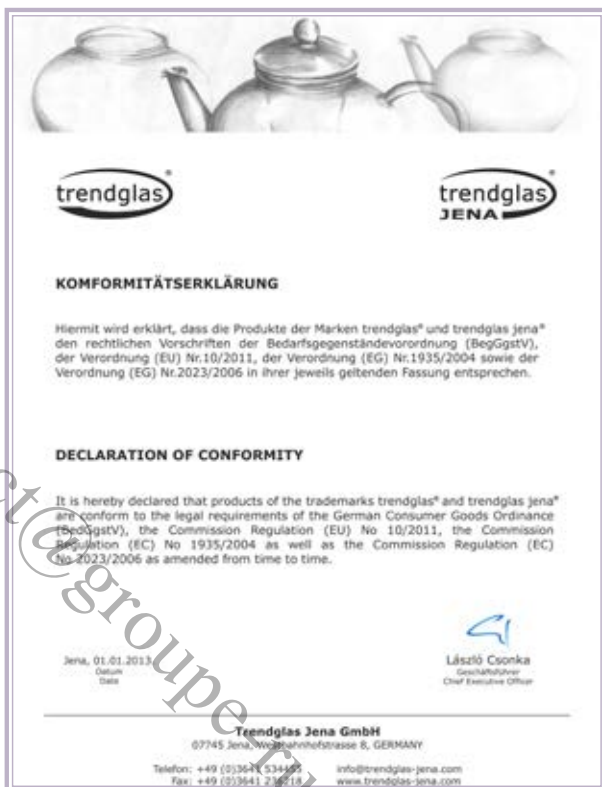 trendglas®
trendglas®
JENA
KOMFORMITÄTSERKLÄRUNG
Hiermit wird erklärt, dass die Produkte der Marken trendglas® und trendglas jena®
den rechtlichen Vorschriften der Bedarfsgegenständevorordnung (BegGgstV),
der Verordnung (EU) Nr.10/2011, der Verordnung (EG) Nr.1935/2004 sowie der
Verordnung (EG) Nr.2023/2006 in ihrer jeweils geltenden Fassung entsprechen.
DECLARATION OF CONFORMITY
It is hereby declared that products of the trademarks trendglas® and trendglas jena®
are conform to the legal requirements of the German Consumer Goods Ordinance
(BedGgstV), the Commission Regulation (EU) No 10/2011, the Commission
Regulation (EC) No 1935/2004 as well as the Commission Regulation (EC)
No 2023/2006 as amended from time to time.
Jena, 01.01.2013
Datum
Date
László Csonka
Geschäftsführer
Chief Executive Officer
Trendglas Jena GmbH
07745 Jena, Westbahnhofstrasse 8, GERMANY
Telefon: +49 (0)3641 534455 info@trendglas-jena.com
Fax: +49 (0)3641 www.trendglas-jena.com
ct@groupe-ru